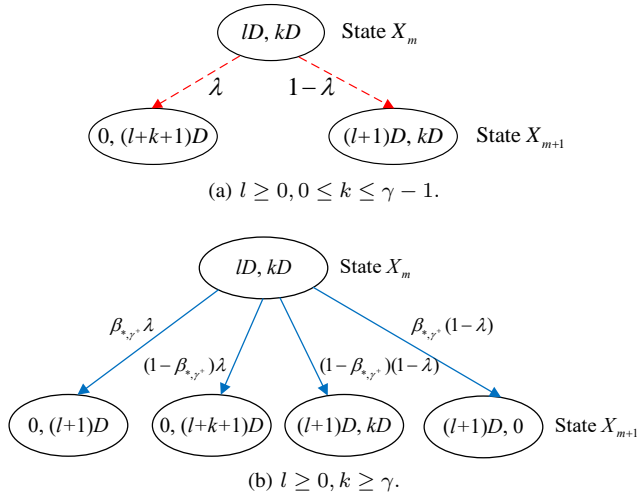 lD, kD State X_m
λ 1−λ
0, (l+k+1)D (l+1)D, kD State X_{m+1}
(a) l ≥ 0, 0 ≤ k ≤ γ − 1.
lD, kD State X_m
β_{*,γ⁺} λ β_{*,γ⁺} (1−λ)
(1−β_{*,γ⁺})λ (1−β_{*,γ⁺})(1−λ)
0, (l+1)D 0, (l+k+1)D (l+1)D, kD (l+1)D, 0 State X_{m+1}
(b) l ≥ 0, k ≥ γ.